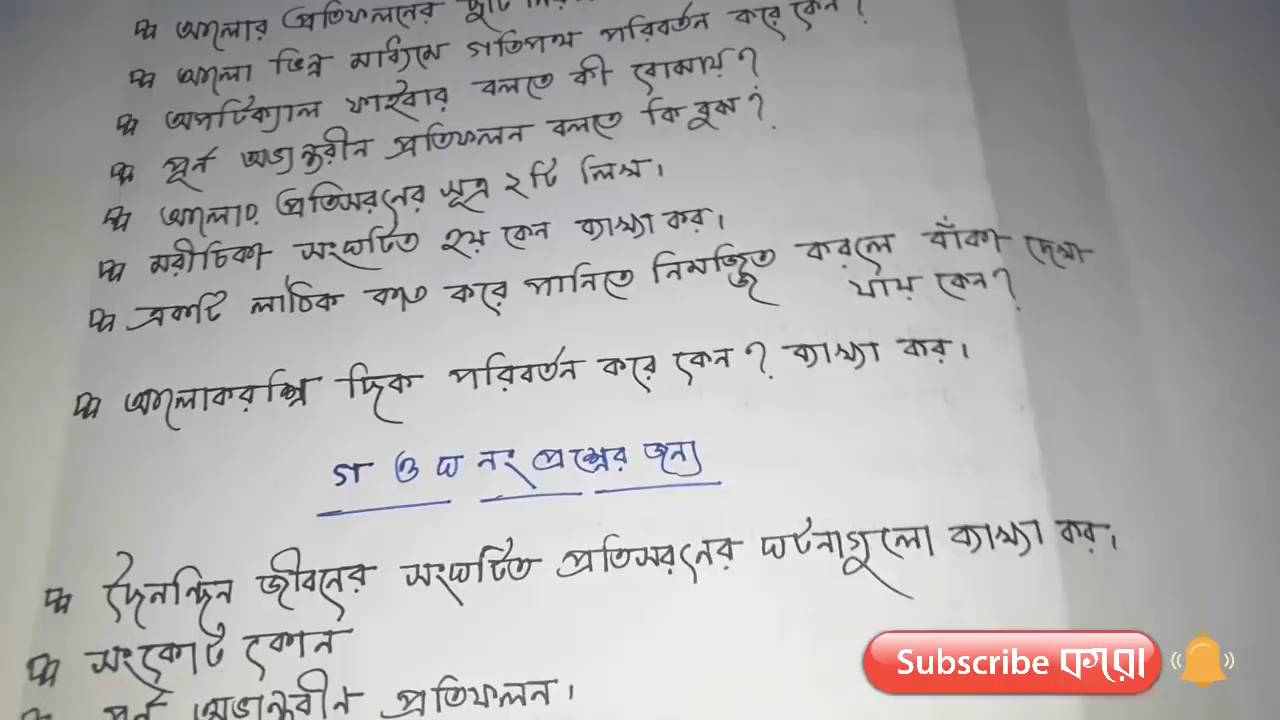 আলোর প্রতিফলনের দুটি
আলো ভিন্ন মাধ্যমে গতিপথ পরিবর্তন করে কেন?
অপটিক্যাল ফাইবার বলতে কী বোঝায়?
পূর্ন অভ্যন্তরীন প্রতিফলন বলতে কি বুঝ?
আলোর প্রতিসরনের সূত্র ২টি লিখ।
মরীচিকা সংঘটিত হয় কেন ব্যাখ্যা কর।
একটি লাঠিক কাত করে পানিতে নিমজ্জিত করলে বাঁকা দেখা
যায় কেন?
আলোকরশ্মি দিক পরিবর্তন করে কেন? ব্যাখ্যা কর।
গ ও ঘ নং প্রশ্নের জন্য
দৈনন্দিন জীবনের সংঘটিত প্রতিসরনের ঘটনাগুলো ব্যাখ্যা কর।
সংকোট কোন
পূর্ন অভ্যন্তরীন প্রতিফলন।
Subscribe করো